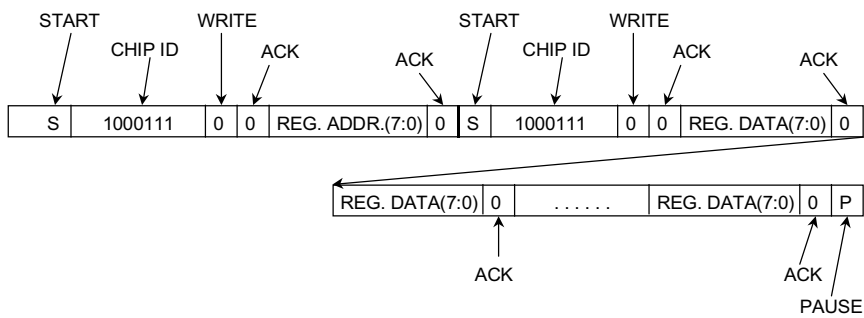 START WRITE START WRITE
CHIP ID ACK ACK CHIP ID ACK ACK
S 1000111 0 0 REG. ADDR.(7:0) 0 S 1000111 0 0 REG. DATA(7:0) 0
REG. DATA(7:0) 0 . . . . . . REG. DATA(7:0) 0 P
ACK ACK
PAUSE